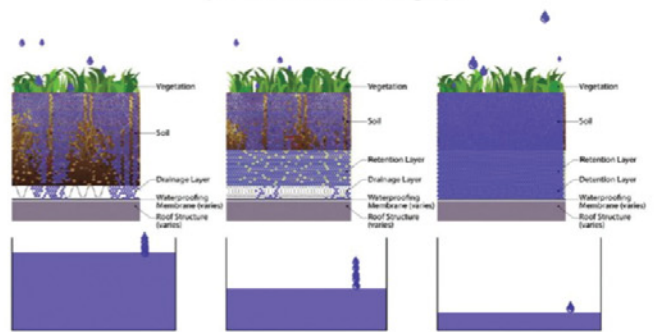 Vegetation
Soil
Drainage Layer
Waterproofing
Membrane (varies)
Roof Structure
(varies)
Vegetation
Soil
Retention Layer
Drainage Layer
Waterproofing
Membrane (varies)
Roof Structure
(varies)
Vegetation
Soil
Retention Layer
Detention Layer
Waterproofing
Membrane (varies)
Roof Structure
(varies)